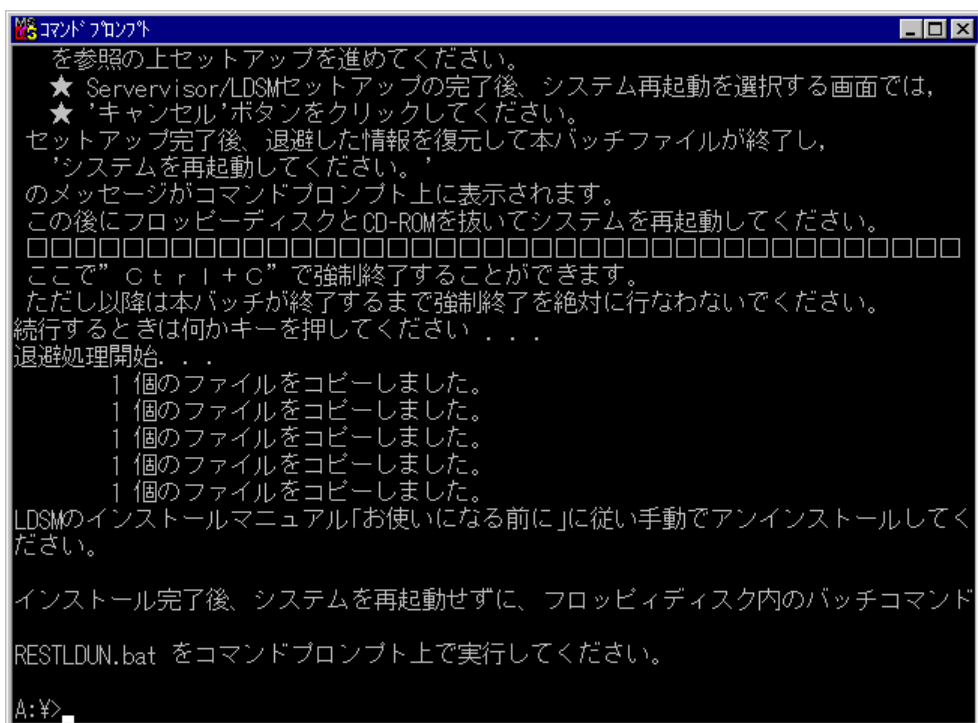 コマンド プロンプト
を参照の上セットアップを進めてください。
★ Servervisor/LDSMセットアップの完了後、システム再起動を選択する画面では,
★ 'キャンセル'ボタンをクリックしてください。
セットアップ完了後、退避した情報を復元して本バッチファイルが終了し,
'システムを再起動してください。'
のメッセージがコマンドプロンプト上に表示されます。
この後にフロッピーディスクとCD-ROMを抜いてシステムを再起動してください。
□□□□□□□□□□□□□□□□□□□□□□□□□□□□□□□□□□□□□□□
ここで”Ｃｔｒｌ＋Ｃ”で強制終了することができます。
ただし以降は本バッチが終了するまで強制終了を絶対に行なわないでください。
続行するときは何かキーを押してください . . .
退避処理開始. . .
1 個のファイルをコピーしました。
1 個のファイルをコピーしました。
1 個のファイルをコピーしました。
1 個のファイルをコピーしました。
1 個のファイルをコピーしました。
LDSMのインストールマニュアル「お使いになる前に」に従い手動でアンインストールしてく
ださい。
インストール完了後、システムを再起動せずに、フロッピィディスク内のバッチコマンド
RESTLDUN.bat をコマンドプロンプト上で実行してください。
A:¥>